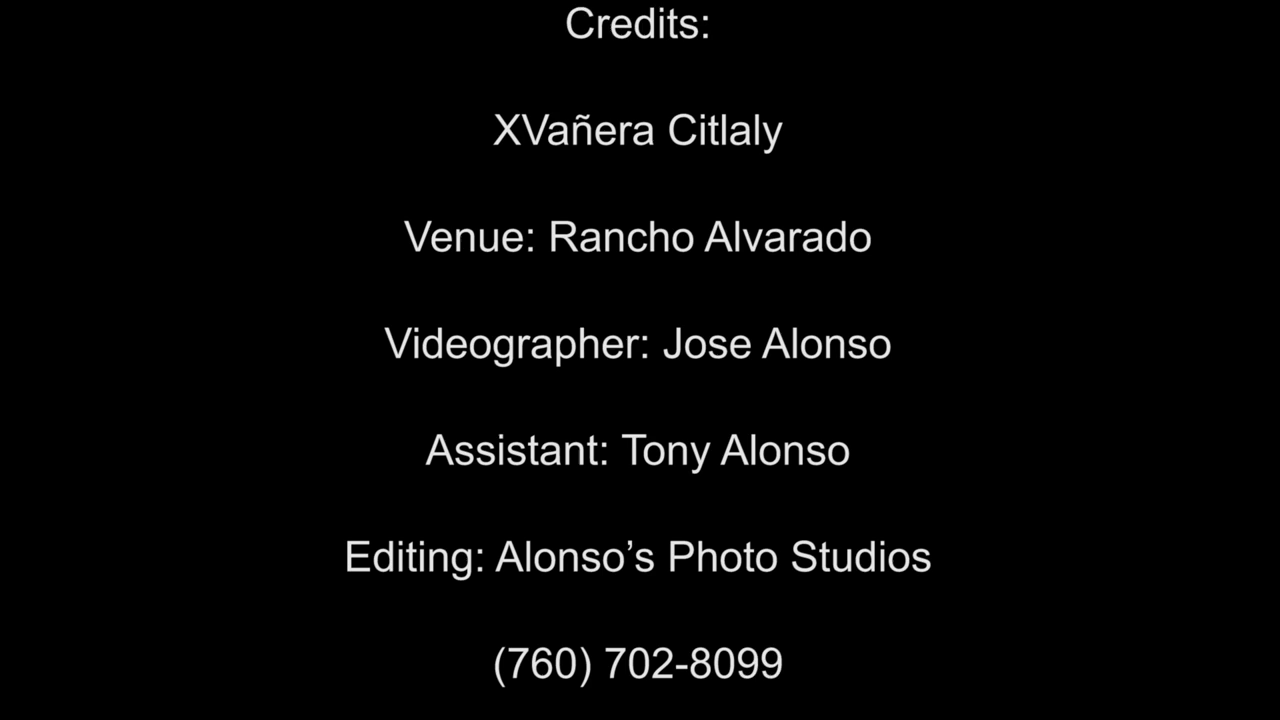 Credits:
XVañera Citlaly
Venue: Rancho Alvarado
Videographer: Jose Alonso
Assistant: Tony Alonso
Editing: Alonso’s Photo Studios
(760) 702-8099